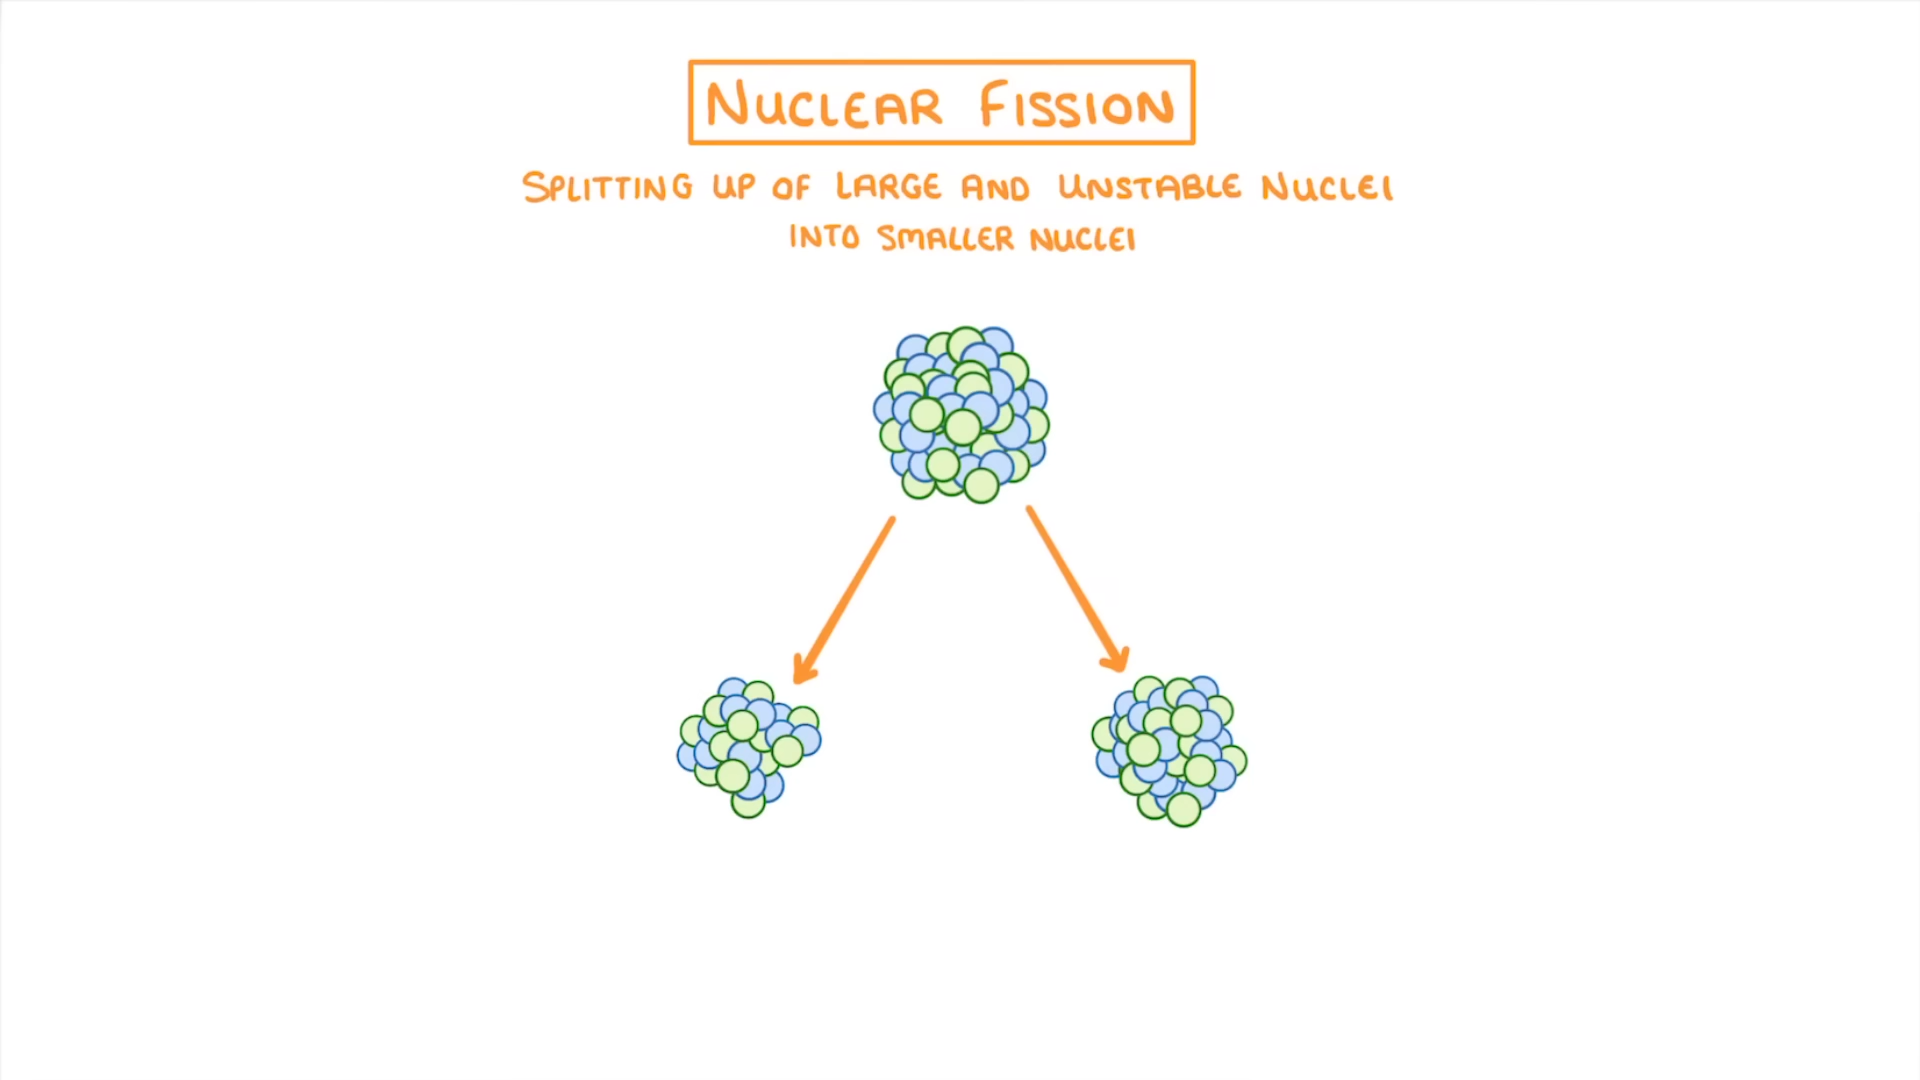 NUCLEAR FISSION
SPLITTING UP OF LARGE AND UNSTABLE NUCLEI
INTO SMALLER NUCLEI